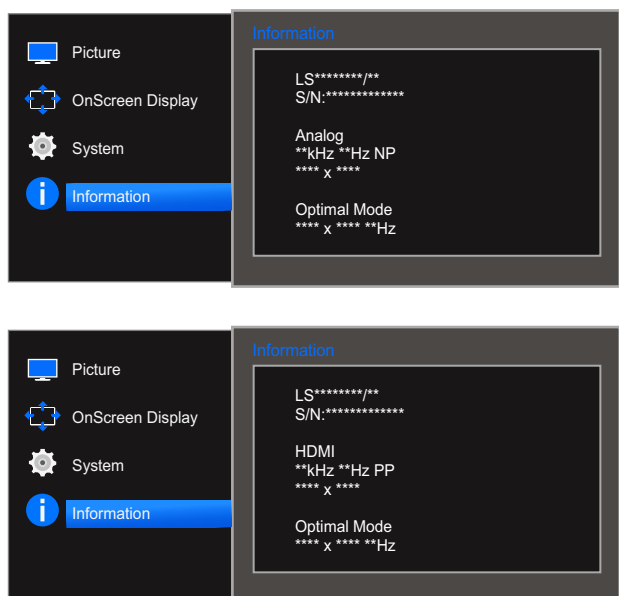 Information
Picture
OnScreen Display
System
Information
LS********/**
S/N:*************
Analog
**kHz **Hz NP
**** x ****
Optimal Mode
**** x **** **Hz
Information
Picture
OnScreen Display
System
Information
LS********/**
S/N:*************
HDMI
**kHz **Hz PP
**** x ****
Optimal Mode
**** x **** **Hz